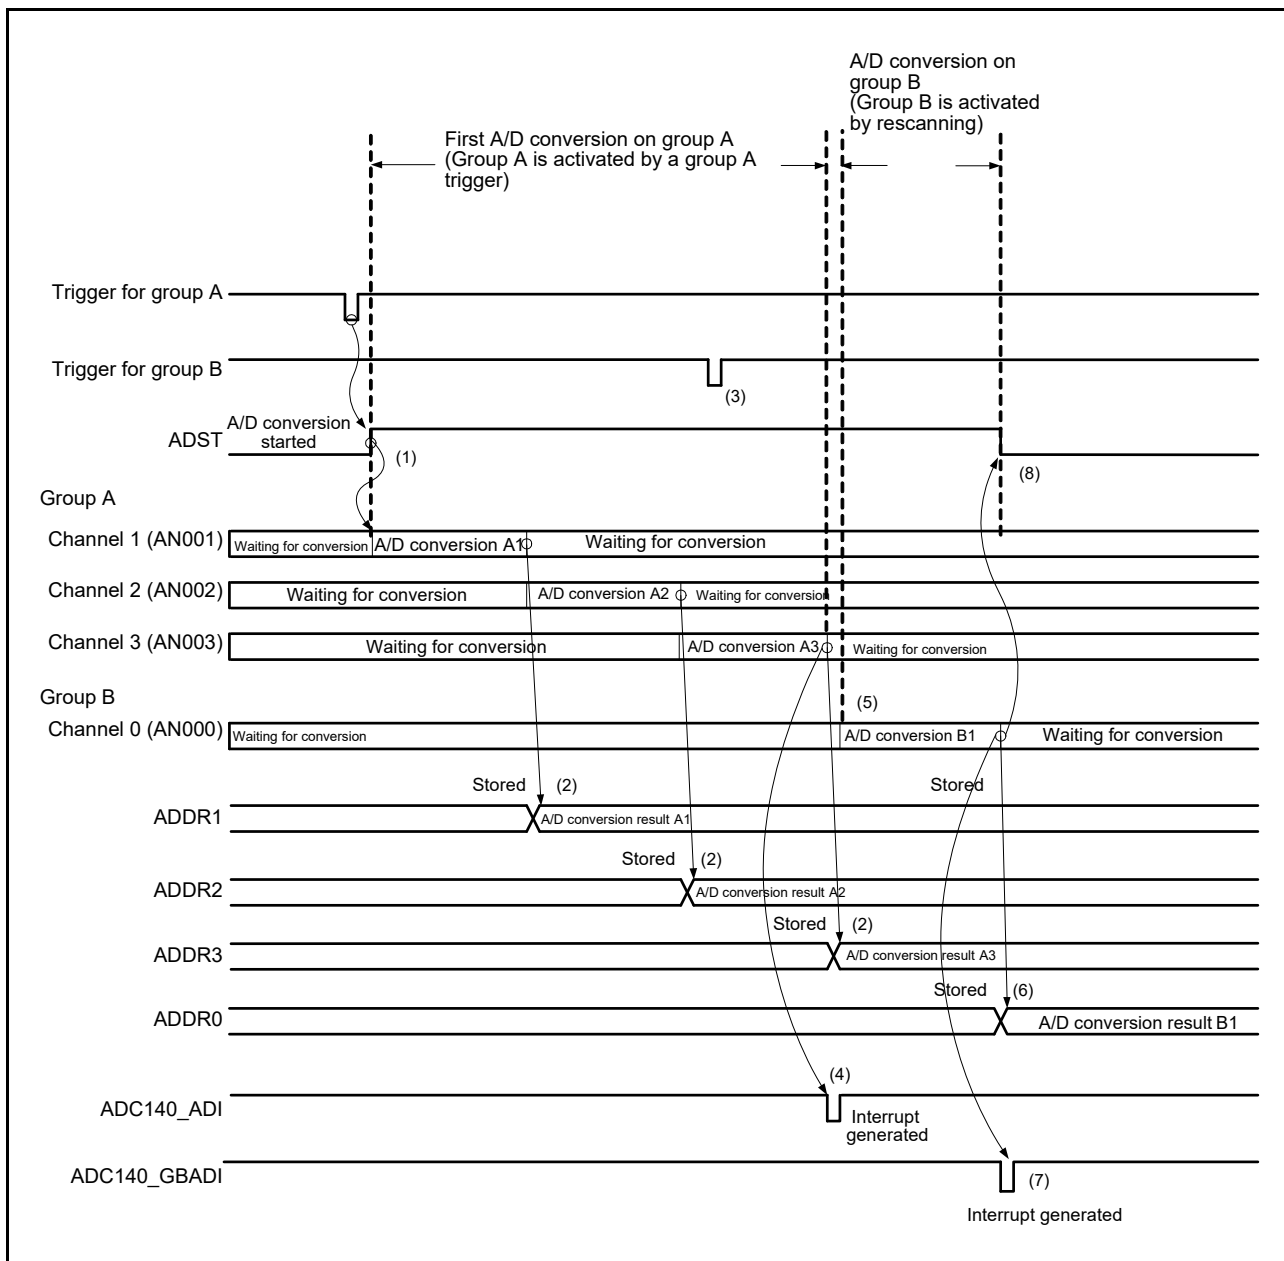 A/D conversion on
group B
(Group B is activated
by rescanning)
First A/D conversion on group A
(Group A is activated by a group A
trigger)
Trigger for group A
Trigger for group B
(3)
A/D conversion
started
ADST
(1)
(8)
Group A
Channel 1 (AN001)
Waiting for conversion
A/D conversion A1
Waiting for conversion
Channel 2 (AN002)
Waiting for conversion
A/D conversion A2
Waiting for conversion
Channel 3 (AN003)
Waiting for conversion
A/D conversion A3
Waiting for conversion
Group B
(5)
Channel 0 (AN000)
Waiting for conversion
A/D conversion B1
Waiting for conversion
Stored (2)
Stored
ADDR1
A/D conversion result A1
Stored (2)
ADDR2
A/D conversion result A2
Stored (2)
ADDR3
A/D conversion result A3
Stored (6)
ADDR0
A/D conversion result B1
(4)
ADC140_ADI
Interrupt
generated
ADC140_GBADI
(7)
Interrupt generated